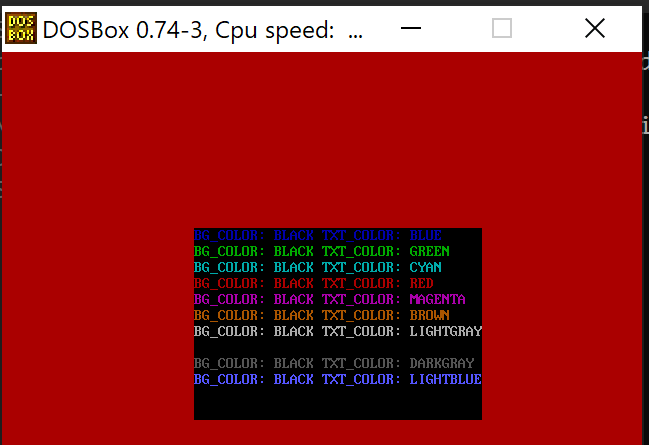 DOS
BOX
DOSBox 0.74-3, Cpu speed: ...
BG_COLOR: BLACK TXT_COLOR: BLUE
BG_COLOR: BLACK TXT_COLOR: GREEN
BG_COLOR: BLACK TXT_COLOR: CYAN
BG_COLOR: BLACK TXT_COLOR: RED
BG_COLOR: BLACK TXT_COLOR: MAGENTA
BG_COLOR: BLACK TXT_COLOR: BROWN
BG_COLOR: BLACK TXT_COLOR: LIGHTGRAY
BG_COLOR: BLACK TXT_COLOR: DARKGRAY
BG_COLOR: BLACK TXT_COLOR: LIGHTBLUE